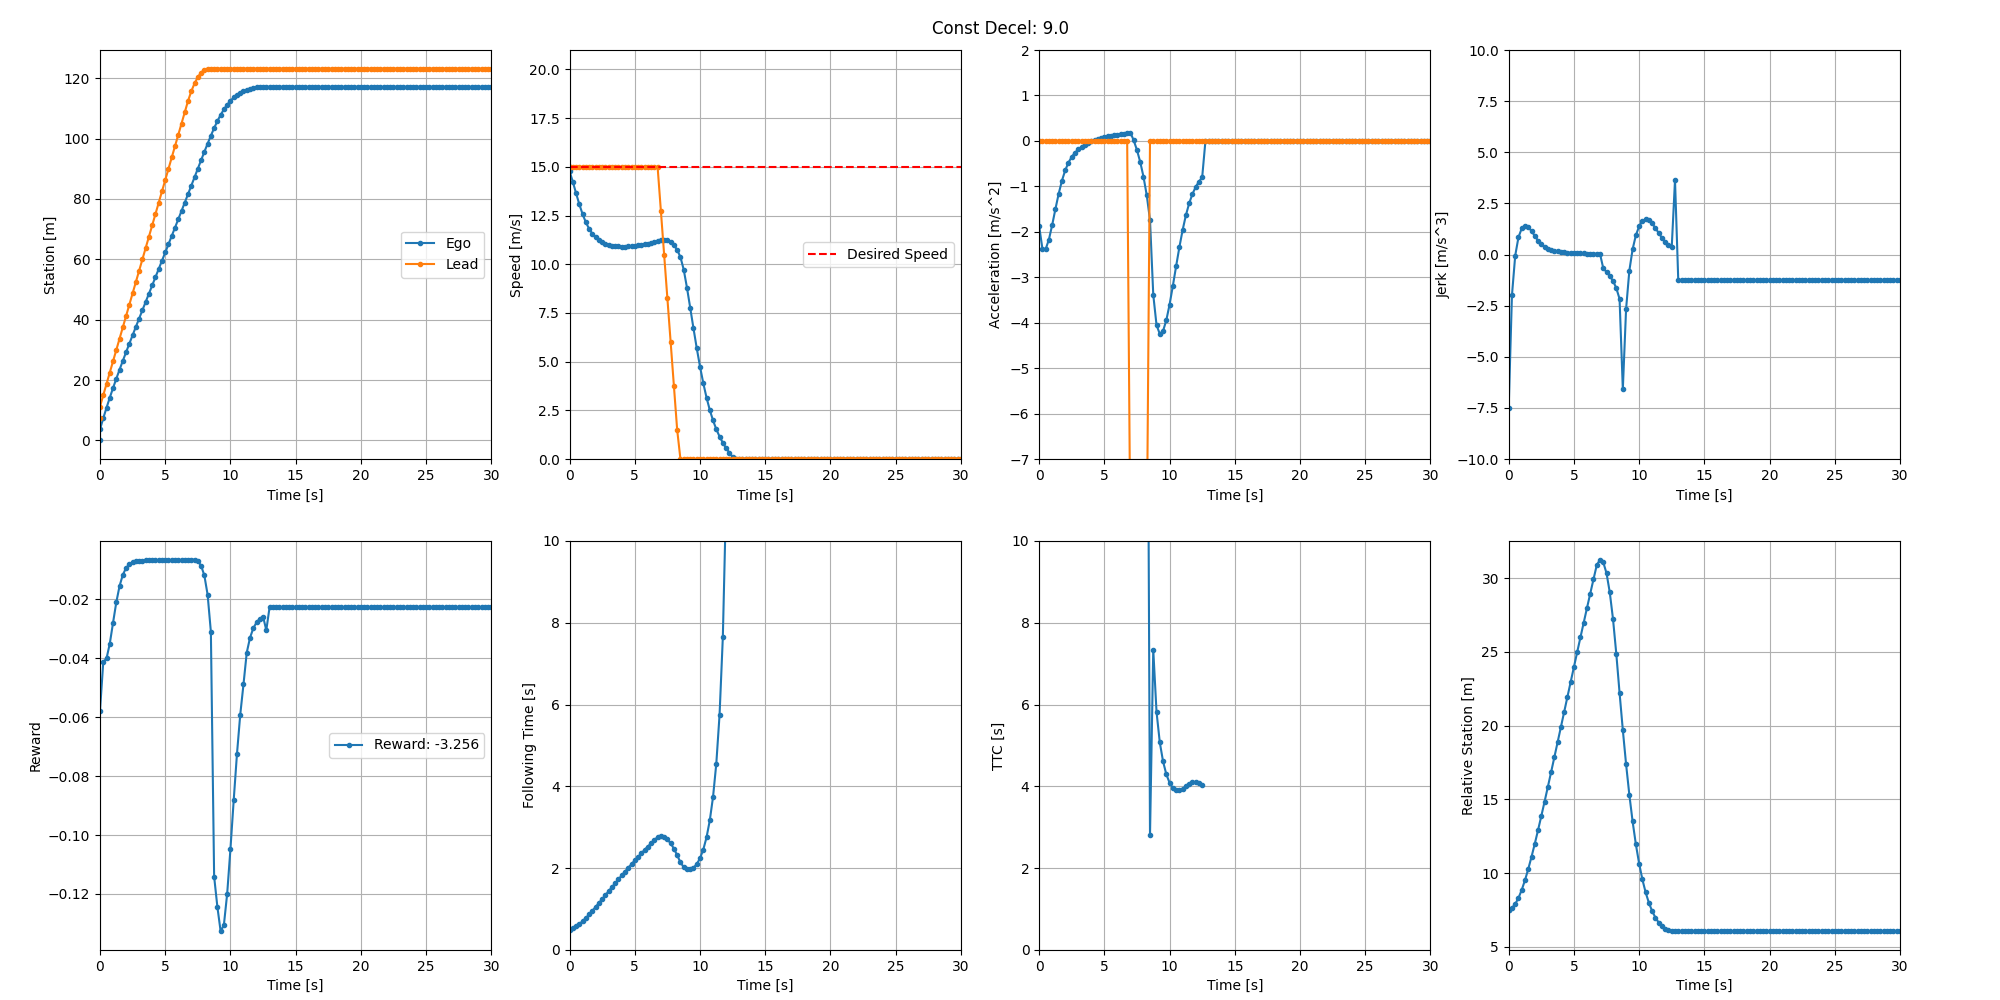 Const Decel: 9.0
Station [m]
120
100
80
60
40
20
0
0 5 10 15 20 25 30
Time [s]
Ego
Lead
Speed [m/s]
20.0
17.5
15.0
12.5
10.0
7.5
5.0
2.5
0.0
0 5 10 15 20 25 30
Time [s]
Desired Speed
Acceleration [m/s^2]
2
1
0
−1
−2
−3
−4
−5
−6
−7
0 5 10 15 20 25 30
Time [s]
Jerk [m/s^3]
10.0
7.5
5.0
2.5
0.0
−2.5
−5.0
−7.5
−10.0
0 5 10 15 20 25 30
Time [s]
Reward
−0.02
−0.04
−0.06
−0.08
−0.10
−0.12
0 5 10 15 20 25 30
Time [s]
Reward: -3.256
Following Time [s]
10
8
6
4
2
0
0 5 10 15 20 25 30
Time [s]
TTC [s]
10
8
6
4
2
0
0 5 10 15 20 25 30
Time [s]
Relative Station [m]
30
25
20
15
10
5
0 5 10 15 20 25 30
Time [s]